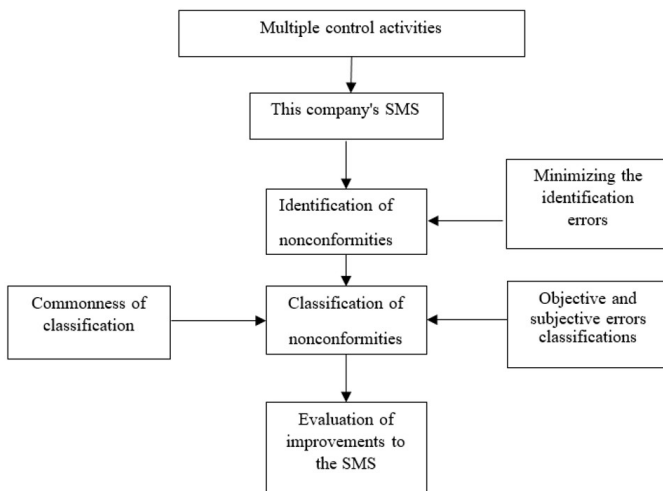 Multiple control activities
This company's SMS
Identification of
nonconformities
Minimizing the
identification
errors
Commonness of
classification
Classification of
nonconformities
Objective and
subjective errors
classifications
Evaluation of
improvements to
the SMS